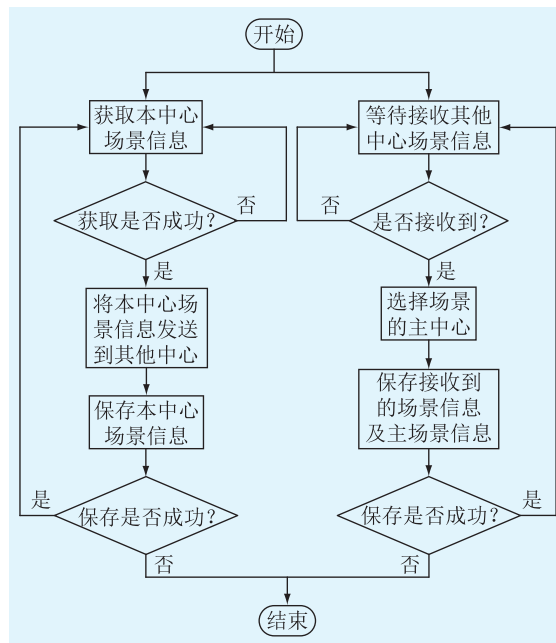 开始
获取本中心
场景信息
获取是否成功？
否
是
将本中心场
景信息发送
到其他中心
保存本中心
场景信息
保存是否成功？
是
否
等待接收其他
中心场景信息
是否接收到？
否
是
选择场景
的主中心
保存接收到
的场景信息
及主场景信息
保存是否成功？
是
否
结束